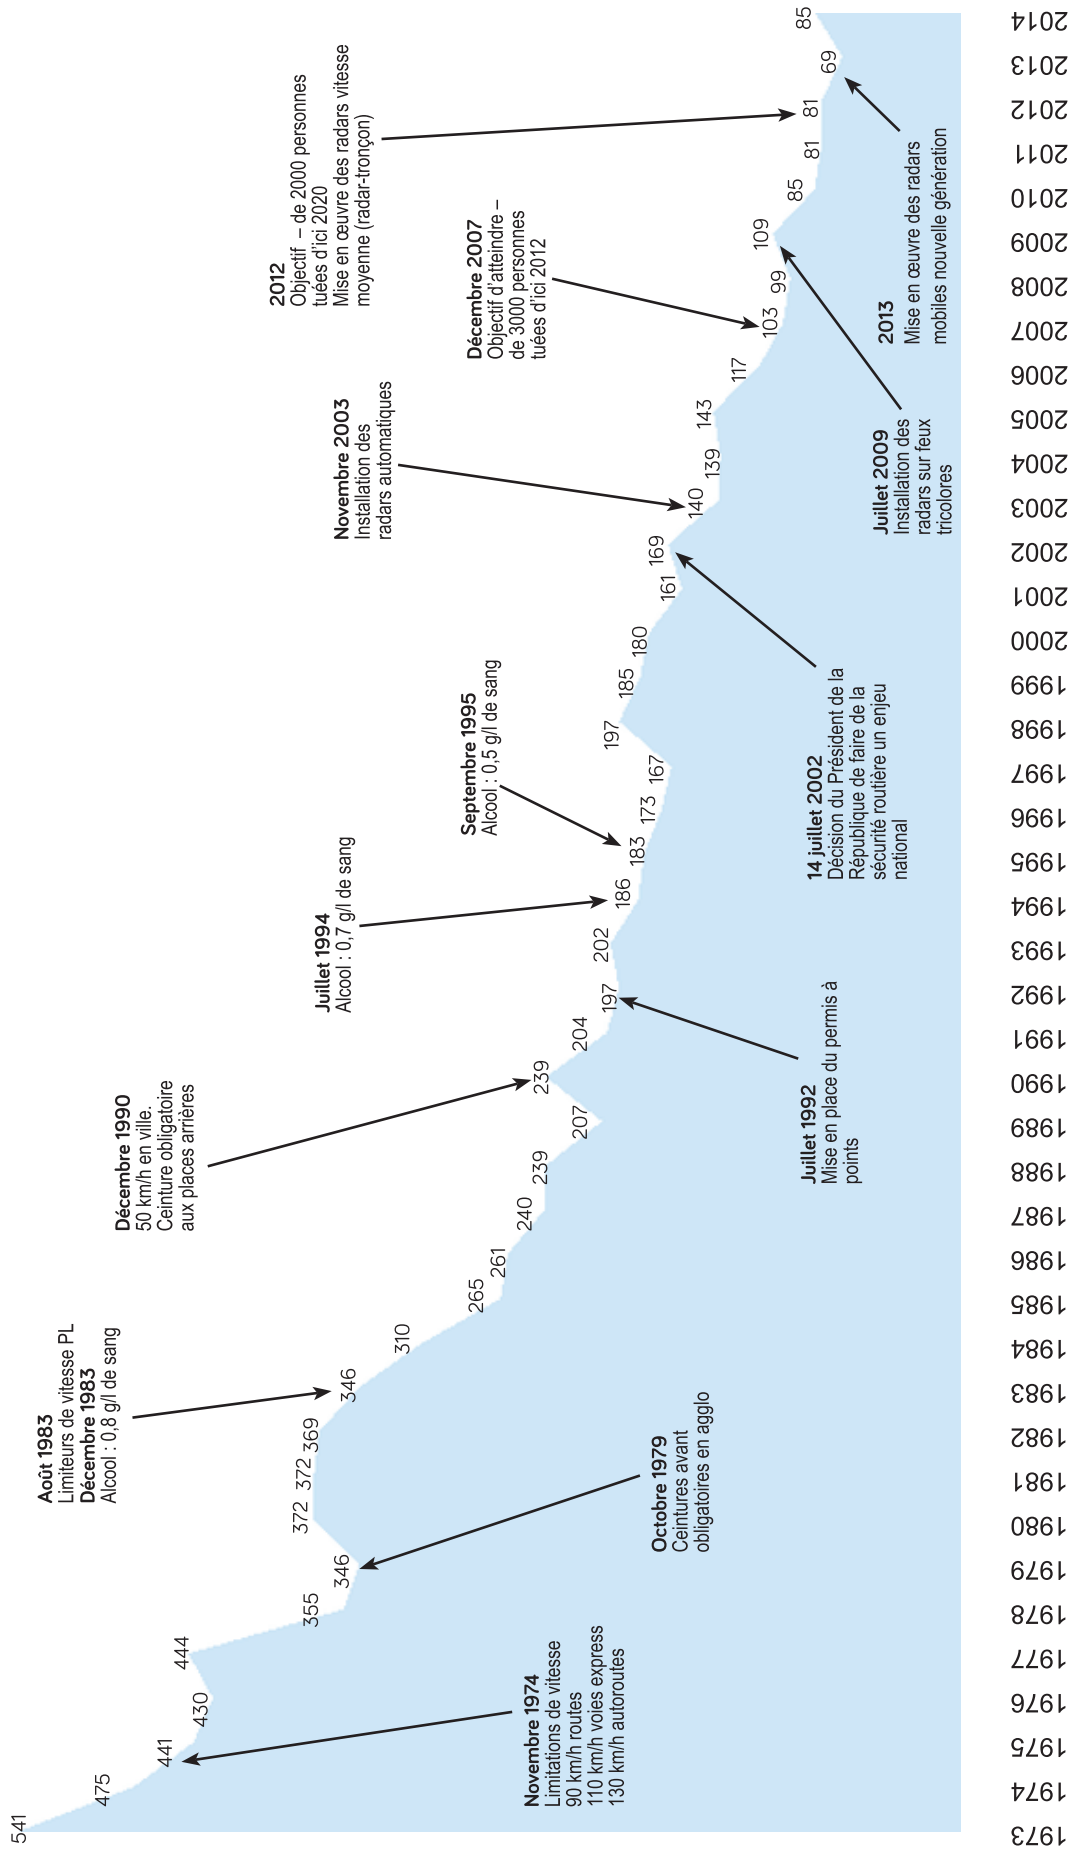 541
475
441
430
444
355
346
372
372
369
346
310
265
261
240
239
207
239
204
197
202
186
183
173
167
197
185
180
161
169
140
139
143
117
103
99
109
85
81
81
69
85
Novembre 1974
Limitations de vitesse
90 km/h routes
110 km/h voies express
130 km/h autoroutes
Octobre 1979
Ceintures avant
obligatoires en agglo
Août 1983
Limiteurs de vitesse PL
Décembre 1983
Alcool : 0,8 g/l de sang
Décembre 1990
50 km/h en ville.
Ceinture obligatoire
aux places arrières
Juillet 1992
Mise en place du permis à
points
Juillet 1994
Alcool : 0,7 g/l de sang
Septembre 1995
Alcool : 0,5 g/l de sang
14 juillet 2002
Décision du Président de la
République de faire de la
sécurité routière un enjeu
national
Novembre 2003
Installation des
radars automatiques
Décembre 2007
Objectif d'atteindre –
de 3000 personnes
tuées d'ici 2012
Juillet 2009
Installation des
radars sur feux
tricolores
2012
Objectif – de 2000 personnes
tuées d'ici 2020
Mise en œuvre des radars vitesse
moyenne (radar-tronçon)
2013
Mise en œuvre des radars
mobiles nouvelle génération
1973
1974
1975
1976
1977
1978
1979
1980
1981
1982
1983
1984
1985
1986
1987
1988
1989
1990
1991
1992
1993
1994
1995
1996
1997
1998
1999
2000
2001
2002
2003
2004
2005
2006
2007
2008
2009
2010
2011
2012
2013
2014